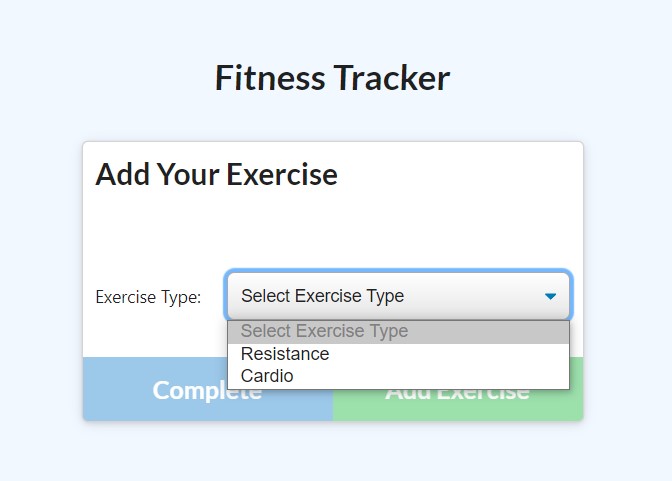 Fitness Tracker
Add Your Exercise
Exercise Type: Select Exercise Type
Select Exercise Type
Resistance
Cardio
Complete Add Exercise